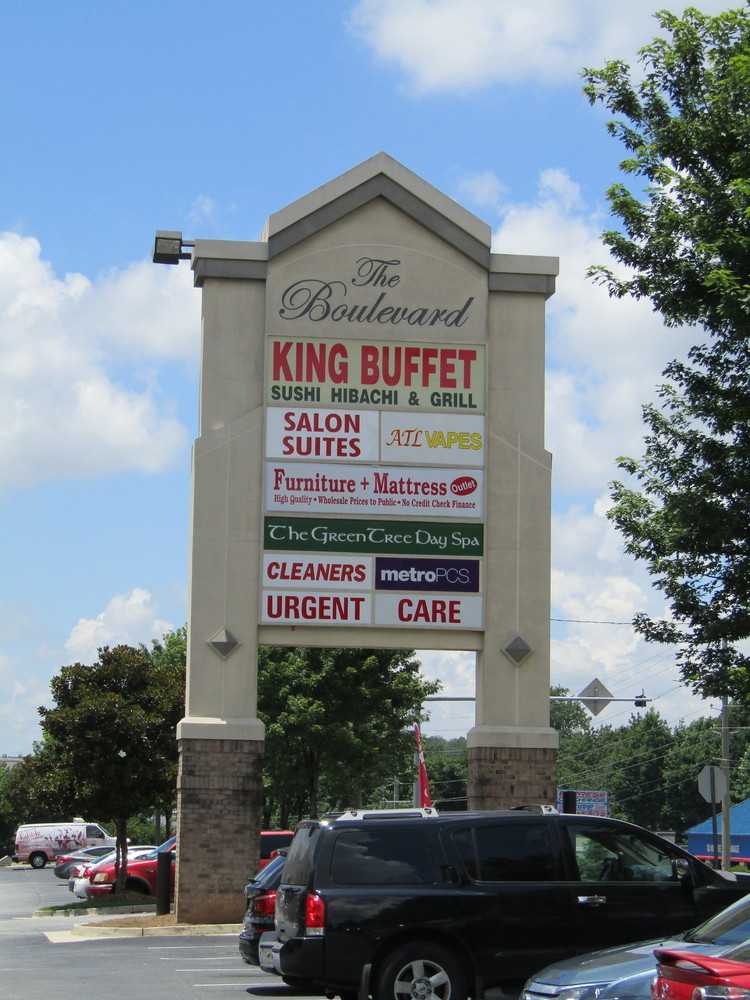 The
Boulevard
KING BUFFET
SUSHI HIBACHI & GRILL
SALON
SUITES
ATL VAPES
Furniture + Mattress Outlet
High Quality • Wholesale Prices to Public • No Credit Check Finance
The Green Tree Day Spa
CLEANERS
metroPCS.
URGENT CARE